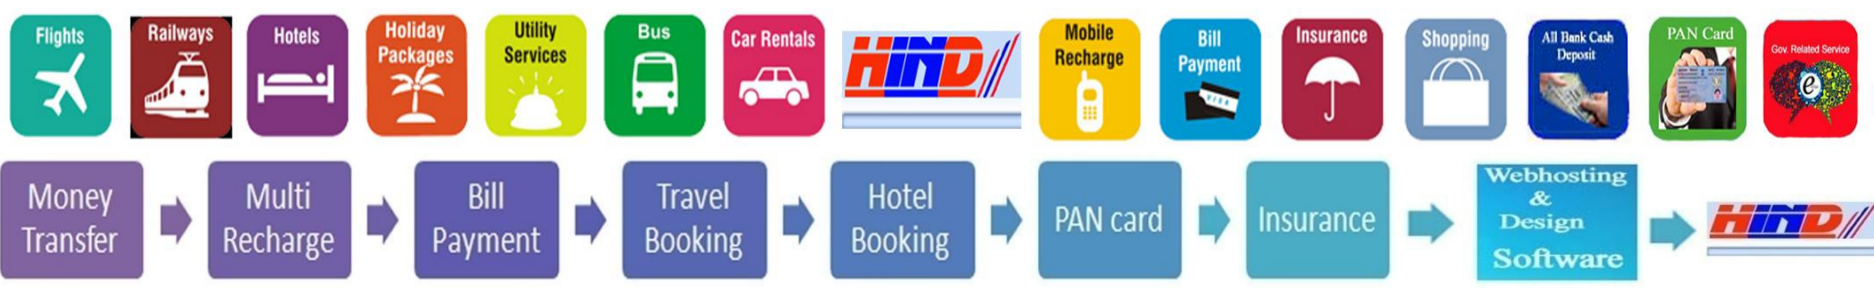 Flights
Railways
Hotels
Holiday
Packages
Utility
Services
Bus
Car Rentals
HIND
Mobile
Recharge
Bill
Payment
VISA
Insurance
Shopping
All Bank Cash
Deposit
PAN Card
Gov. Related Service
e
Money
Transfer
Multi
Recharge
Bill
Payment
Travel
Booking
Hotel
Booking
PAN card
Insurance
Webhosting
&
Design
Software
HIND